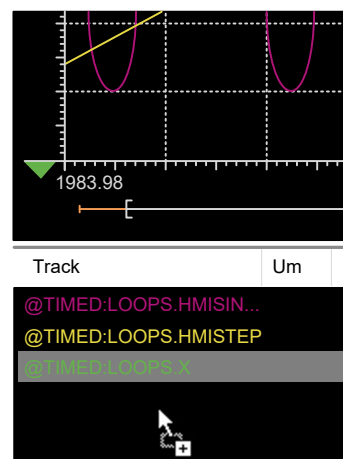 1983.98
Track Um
@TIMED:LOOPS.HMISIN...
@TIMED:LOOPS.HMISTEP
@TIMED:LOOPS.X